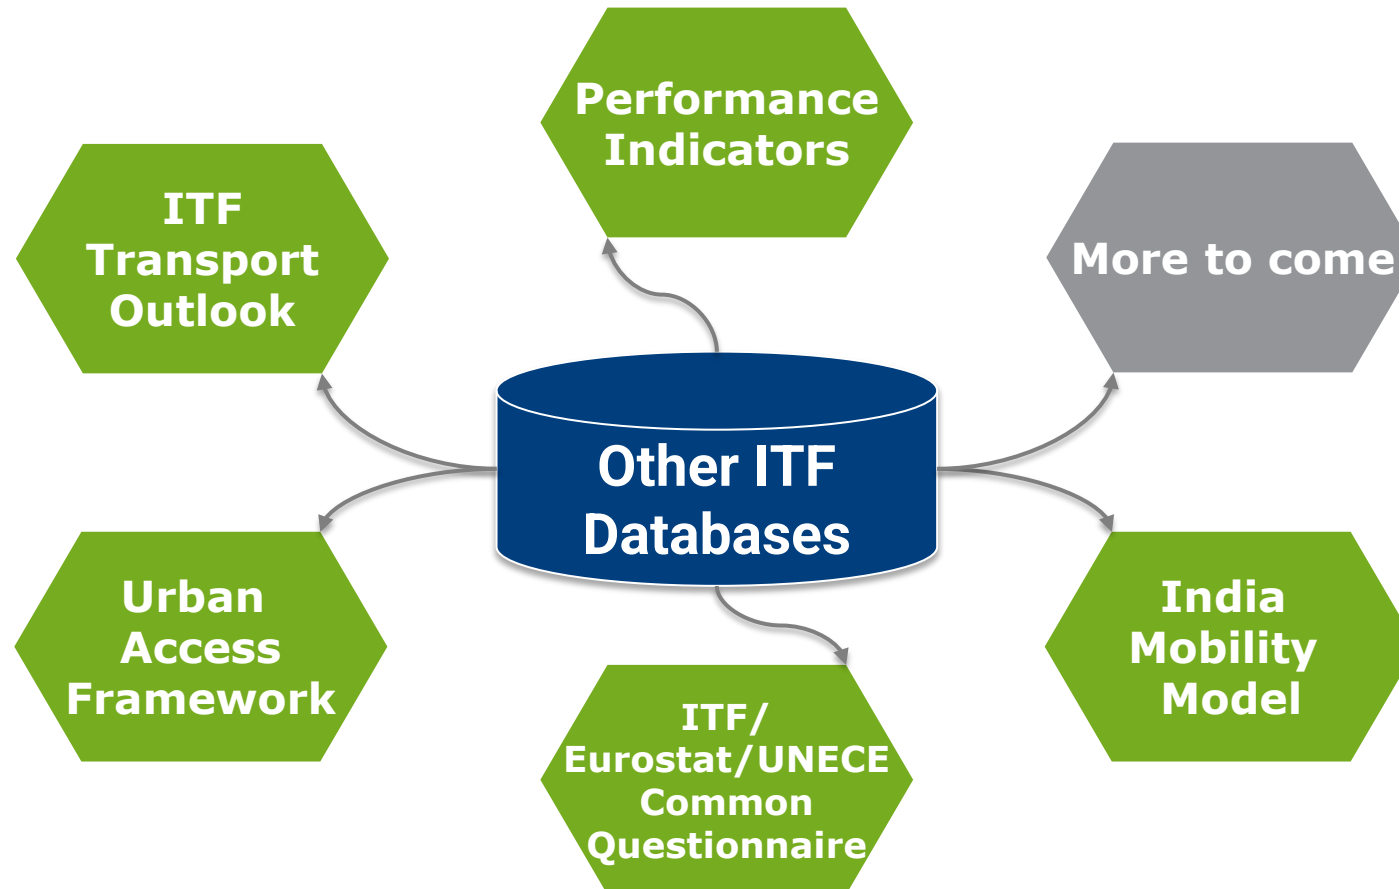 Performance
Indicators
ITF
Transport
Outlook
More to come
Other ITF
Databases
Urban
Access
Framework
India
Mobility
Model
ITF/
Eurostat/UNECE
Common
Questionnaire